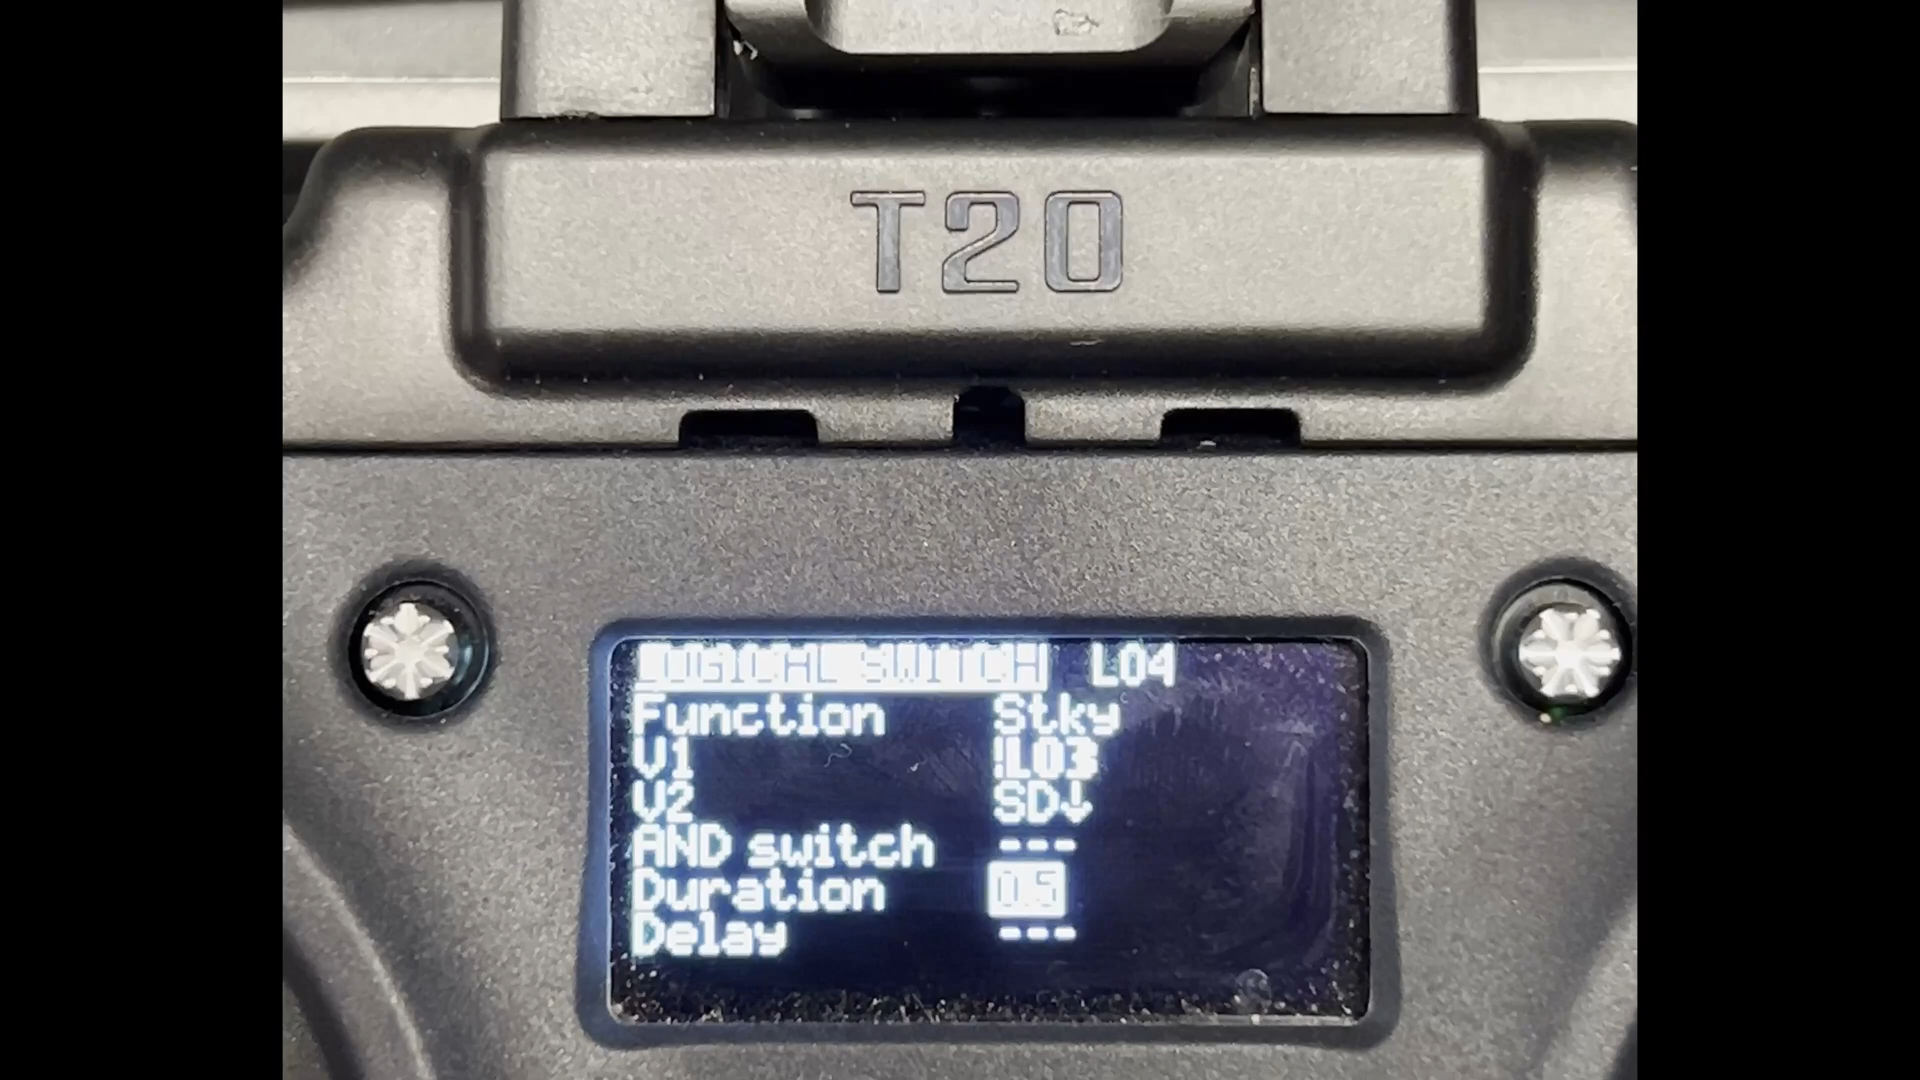 T20
LOGICAL SWITCH L04
Function Stky
V1 !L03
V2 SD↓
AND switch ---
Duration 0.5
Delay ---